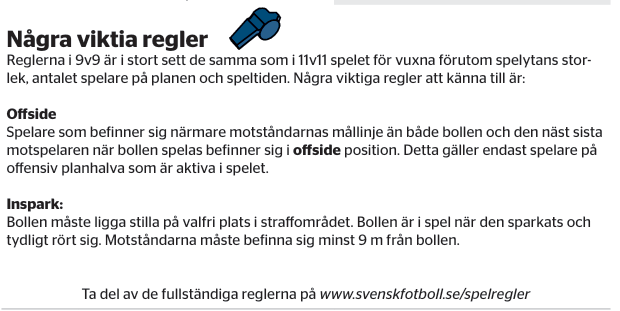 Några viktia regler
Reglerna i 9v9 är i stort sett de samma som i 11v11 spelet för vuxna förutom spelytans stor-
lek, antalet spelare på planen och speltiden. Några viktiga regler att känna till är:
Offside
Spelare som befinner sig närmare motståndarnas mållinje än både bollen och den näst sista
motspelaren när bollen spelas befinner sig i offside position. Detta gäller endast spelare på
offensiv planhalva som är aktiva i spelet.
Inspark:
Bollen måste ligga stilla på valfri plats i straffområdet. Bollen är i spel när den sparkats och
tydligt rört sig. Motståndarna måste befinna sig minst 9 m från bollen.
Ta del av de fullständiga reglerna på www.svenskfotboll.se/spelregler